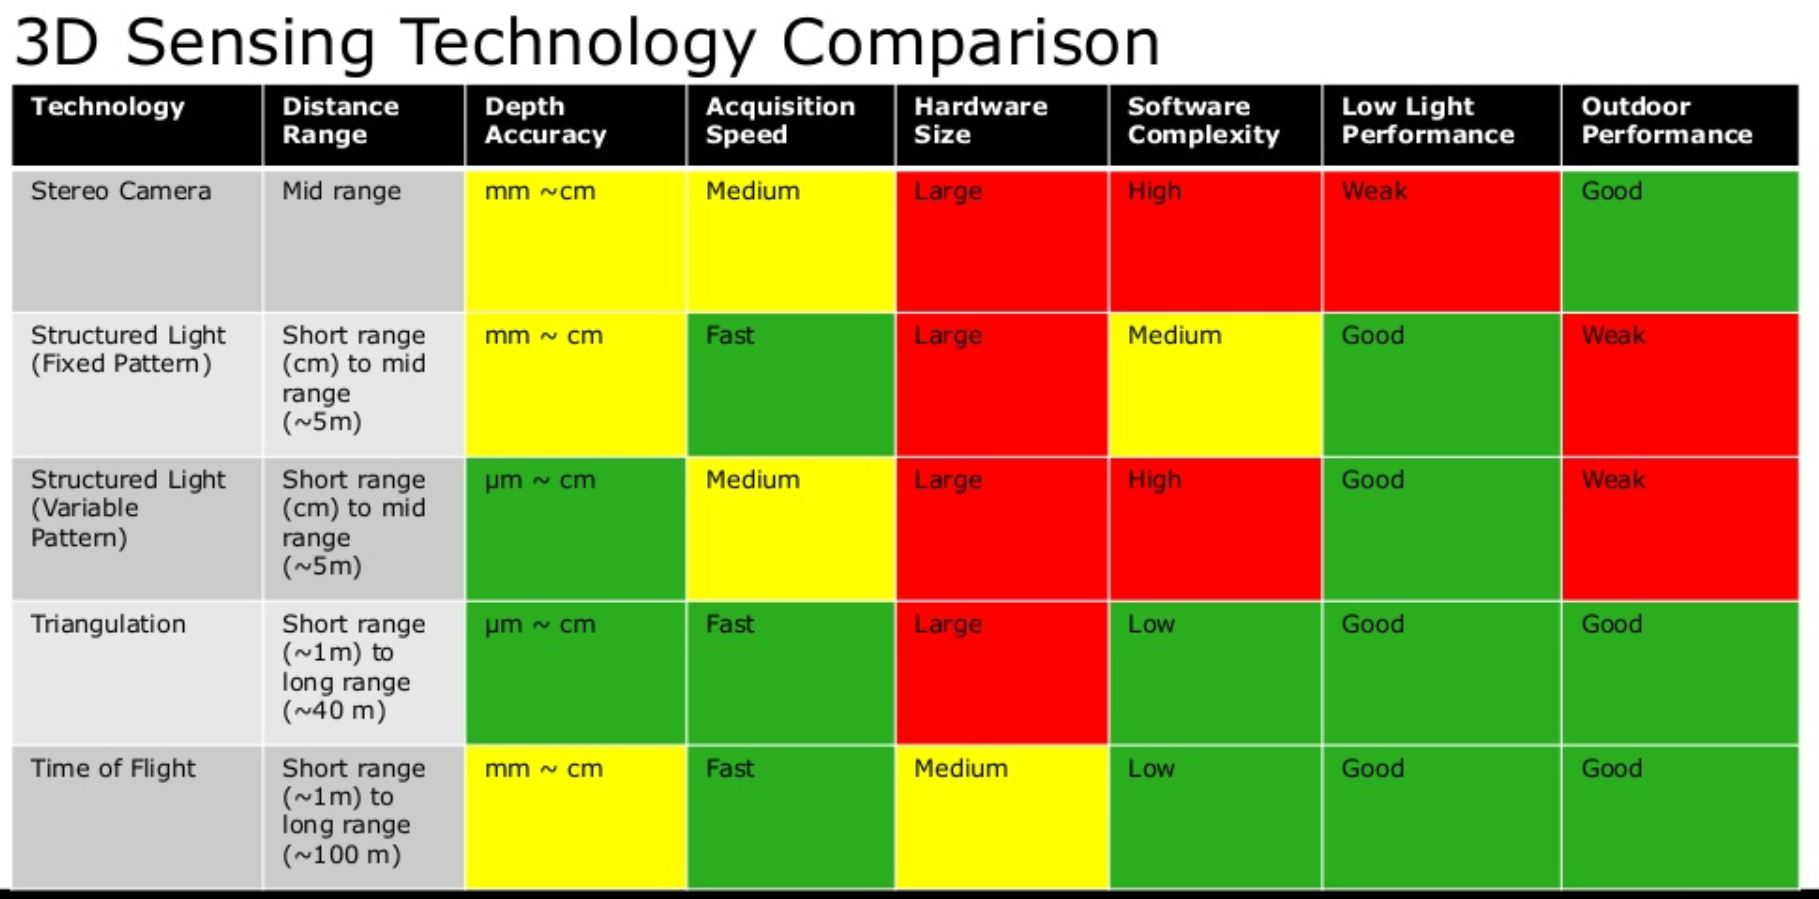 3D Sensing Technology Comparison
Technology
Distance
Range
Depth
Accuracy
Acquisition
Speed
Hardware
Size
Software
Complexity
Low Light
Performance
Outdoor
Performance
Stereo Camera
Mid range
mm ~cm
Medium
Large
High
Weak
Good
Structured Light
(Fixed Pattern)
Short range
(cm) to mid
range
(~5m)
mm ~ cm
Fast
Large
Medium
Good
Weak
Structured Light
(Variable
Pattern)
Short range
(cm) to mid
range
(~5m)
µm ~ cm
Medium
Large
High
Good
Weak
Triangulation
Short range
(~1m) to
long range
(~40 m)
µm ~ cm
Fast
Large
Low
Good
Good
Time of Flight
Short range
(~1m) to
long range
(~100 m)
mm ~ cm
Fast
Medium
Low
Good
Good